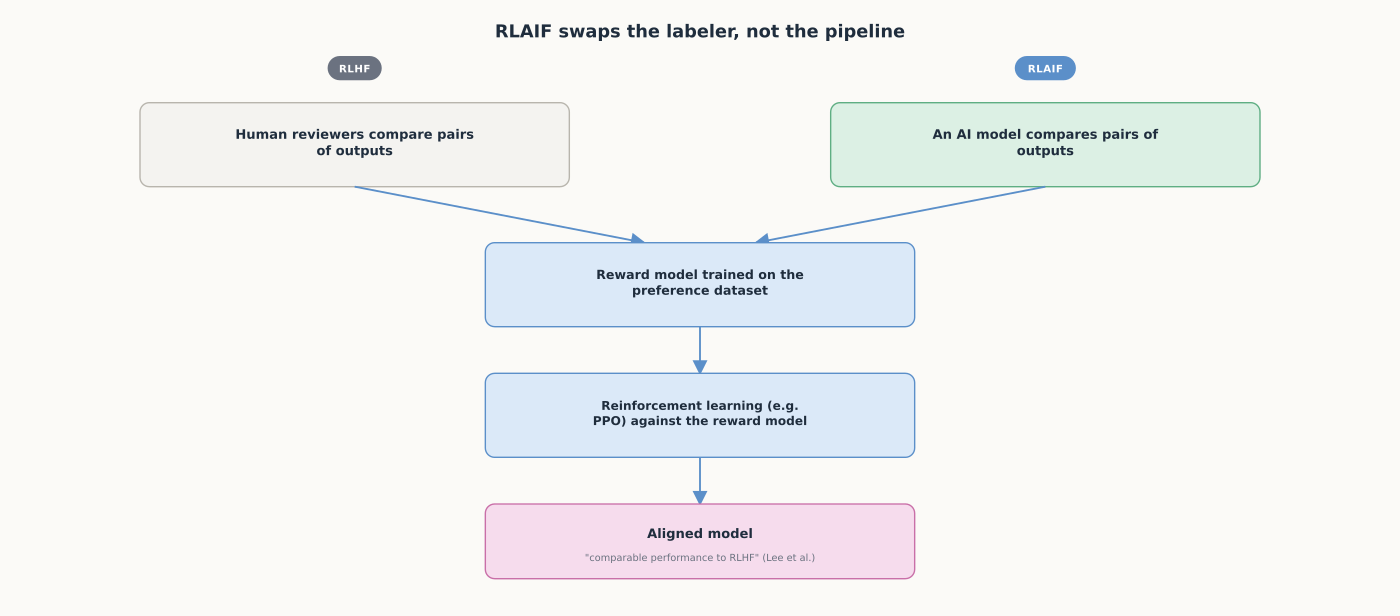 RLAIF swaps the labeler, not the pipeline
RLHF
RLAIF
Human reviewers compare pairs
of outputs
An AI model compares pairs of
outputs
Reward model trained on the
preference dataset
Reinforcement learning (e.g.
PPO) against the reward model
Aligned model
"comparable performance to RLHF" (Lee et al.)